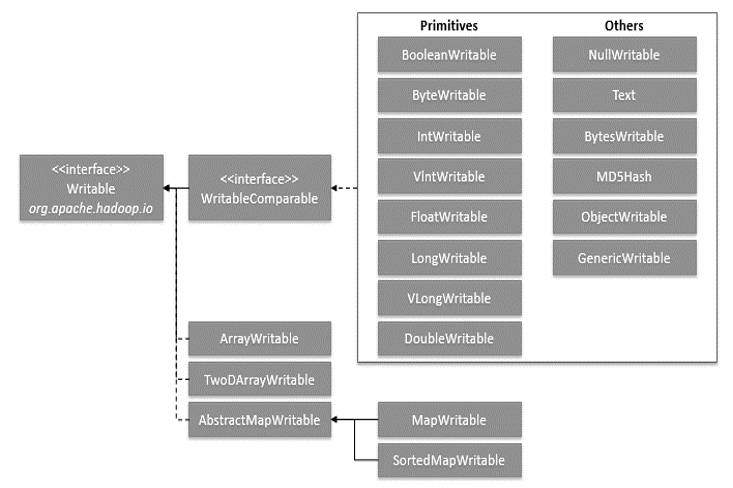 Primitives
Others
BooleanWritable
NullWritable
ByteWritable
Text
IntWritable
BytesWritable
<<interface>>
Writable
org.apache.hadoop.io
<<interface>>
WritableComparable
VIntWritable
MD5Hash
FloatWritable
ObjectWritable
LongWritable
GenericWritable
VLongWritable
ArrayWritable
DoubleWritable
TwoDArrayWritable
AbstractMapWritable
MapWritable
SortedMapWritable